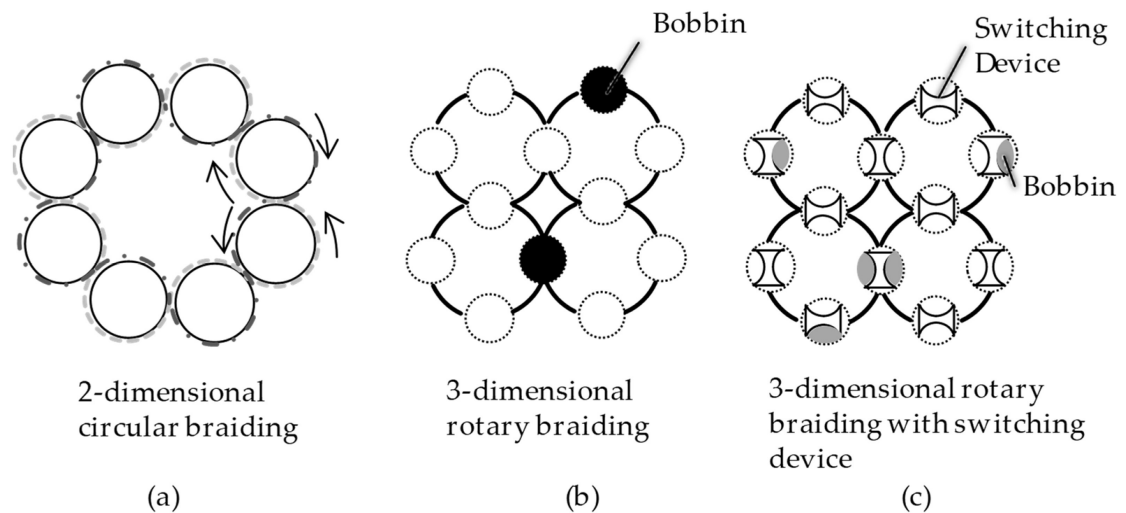 Bobbin
Switching
Device
Bobbin
2-dimensional
circular braiding
3-dimensional
rotary braiding
3-dimensional rotary
braiding with switching
device
(a)
(b)
(c)